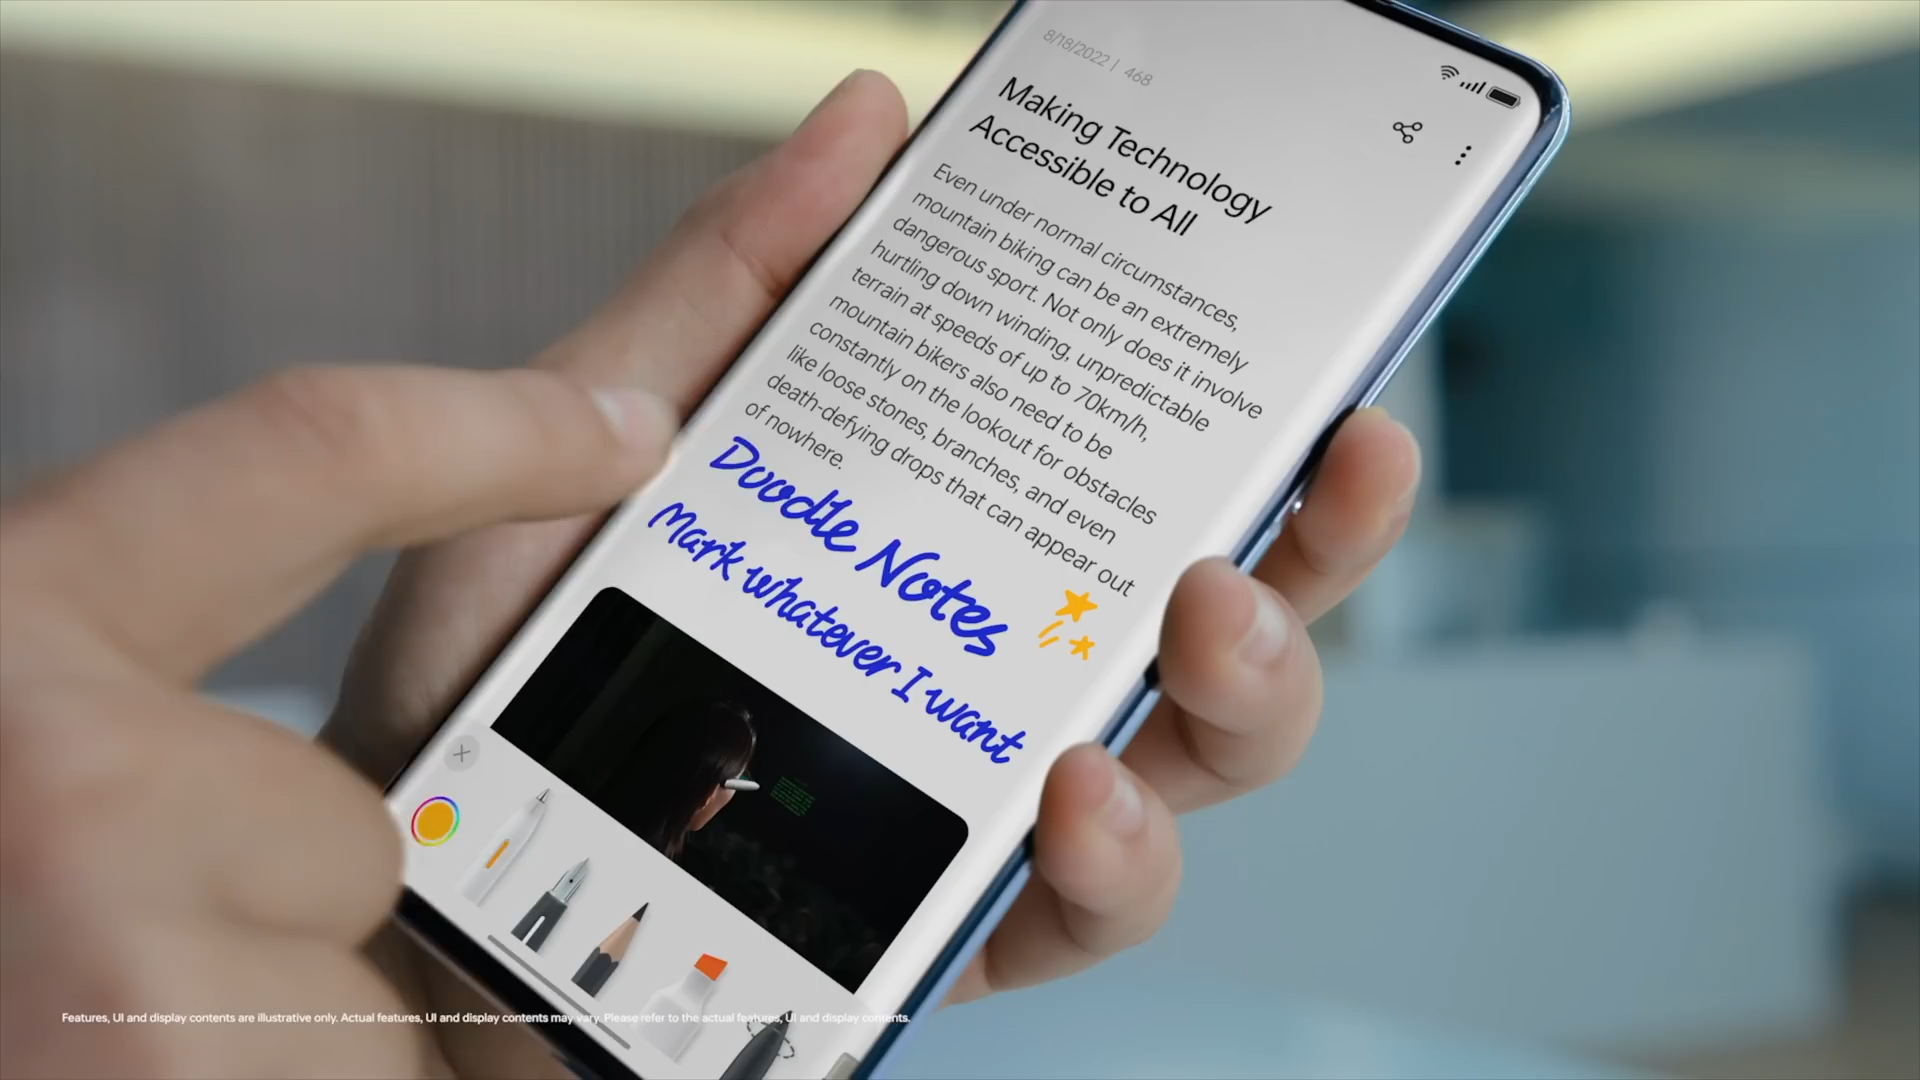 8/18/2022 | 468
Making Technology
Accessible to All
Even under normal circumstances,
mountain biking can be an extremely
dangerous sport. Not only does it involve
hurtling down winding, unpredictable
terrain at speeds of up to 70km/h,
mountain bikers also need to be
constantly on the lookout for obstacles
like loose stones, branches, and even
death-defying drops that can appear out
of nowhere.
Doodle Notes
Mark whatever I want
Features, UI and display contents are illustrative only. Actual features, UI and display contents may vary. Please refer to the actual features, UI and display contents.